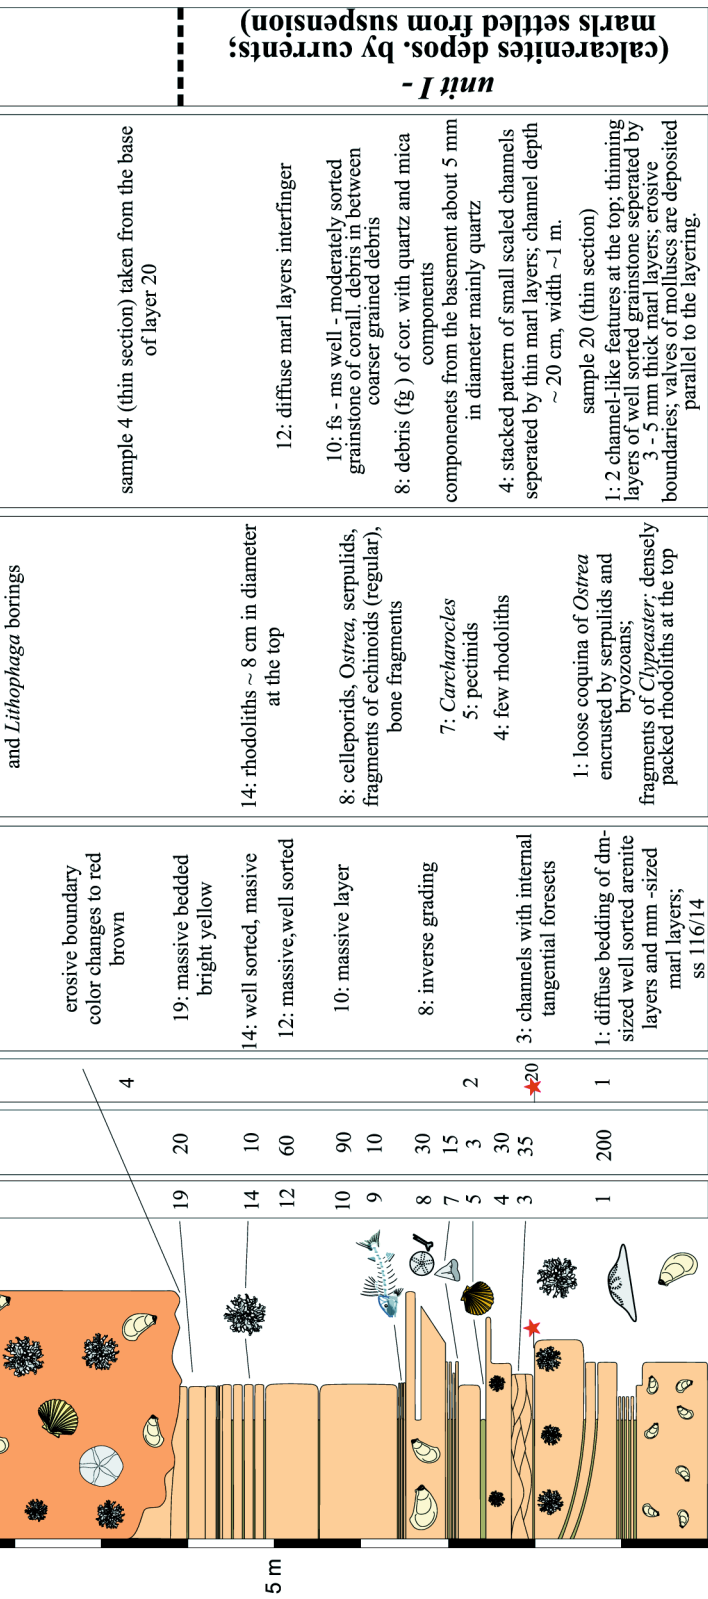 (calcarenites depos. by currents;
marls settled from suspension)
unit I -
sample 4 (thin section) taken from the base
of layer 20
12: diffuse marl layers interfinger
10: fs - ms well - moderately sorted
grainstone of corall. debris in between
coarser grained debris
8: debris (fg ) of cor. with quartz and mica
components
componenets from the basement about 5 mm
in diameter mainly quartz
4: stacked pattern of small scaled channels
seperated by thin marl layers; channel depth
~ 20 cm, width ~1 m.
sample 20 (thin section)
1: 2 channel-like features at the top; thinning
layers of well sorted grainstone seperated by
3 - 5 mm thick marl layers; erosive
boundaries; valves of molluscs are deposited
parallel to the layering.
and Lithophaga borings
14: rhodoliths ~ 8 cm in diameter
at the top
8: celleporids, Ostrea, serpulids,
fragments of echinoids (regular),
bone fragments
7: Carcharocles
5: pectinids
4: few rhodoliths
1: loose coquina of Ostrea
encrusted by serpulids and
bryozoans;
fragments of Clypeaster; densely
packed rhodoliths at the top
erosive boundary
color changes to red
brown
19: massive bedded
bright yellow
14: well sorted, masive
12: massive,well sorted
10: massive layer
8: inverse grading
3: channels with internal
tangential foresets
1: diffuse bedding of dm-
sized well sorted arenite
layers and mm -sized
marl layers;
ss 116/14
4
2
20
1
20
10
60
90
10
30
15
3
30
35
200
19
14
12
10
9
8
7
5
4
3
1
5 m